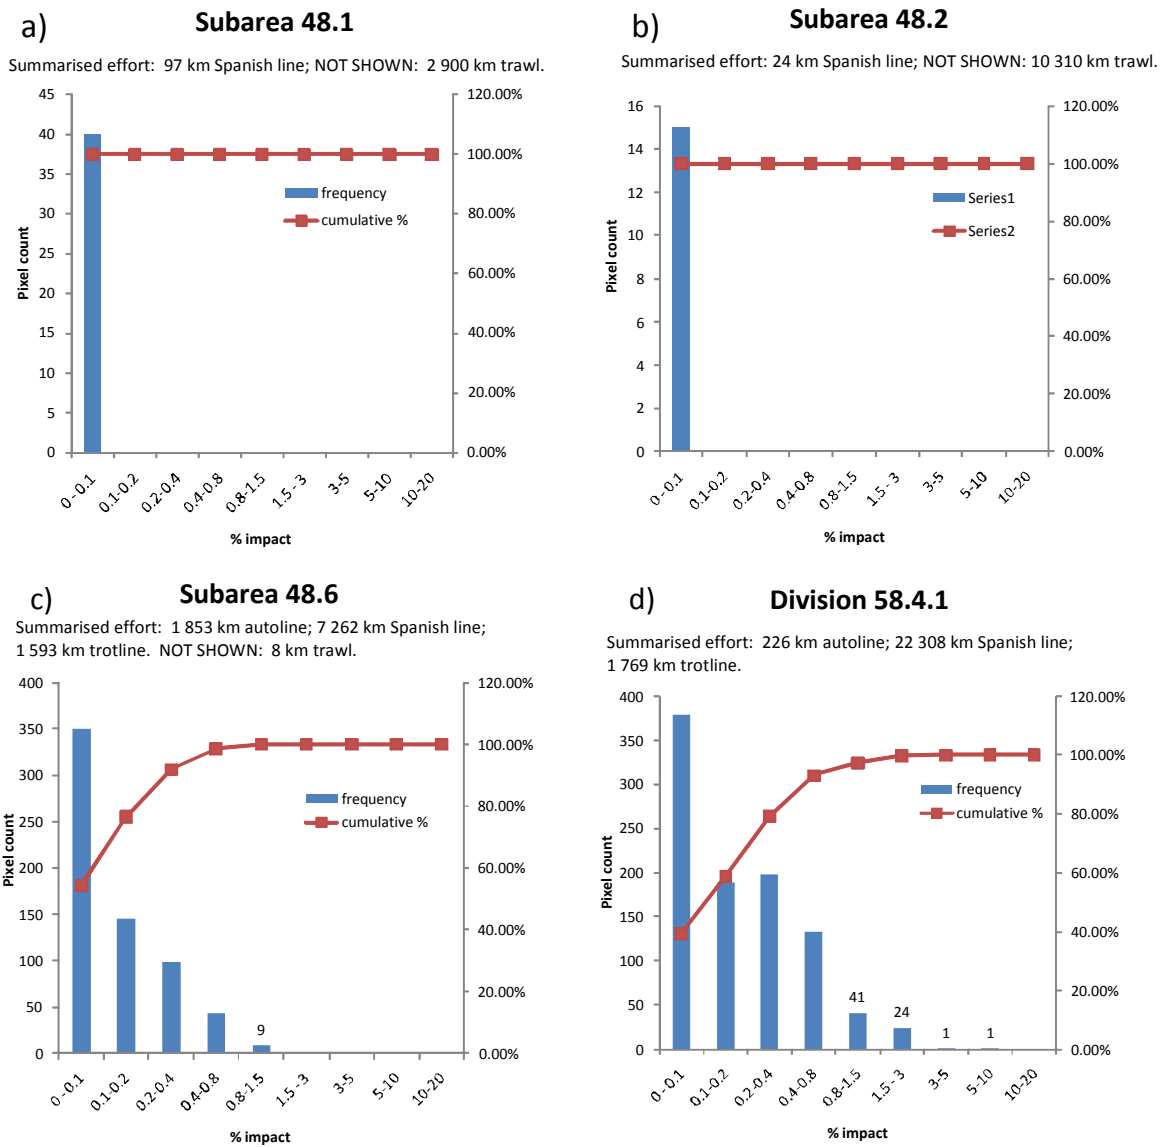 a)
Subarea 48.1
Summarised effort: 97 km Spanish line; NOT SHOWN: 2 900 km trawl.
45
40
35
30
25
20
15
10
5
0
Pixel count
120.00%
100.00%
80.00%
60.00%
40.00%
20.00%
0.00%
frequency
cumulative %
0 - 0.1
0.1-0.2
0.2-0.4
0.4-0.8
0.8-1.5
1.5 - 3
3-5
5-10
10-20
% impact
b)
Subarea 48.2
Summarised effort: 24 km Spanish line; NOT SHOWN: 10 310 km trawl.
16
14
12
10
8
6
4
2
0
Pixel count
120.00%
100.00%
80.00%
60.00%
40.00%
20.00%
0.00%
Series1
Series2
0 - 0.1
0.1-0.2
0.2-0.4
0.4-0.8
0.8-1.5
1.5 - 3
3-5
5-10
10-20
% impact
c)
Subarea 48.6
Summarised effort: 1 853 km autoline; 7 262 km Spanish line;
1 593 km trotline. NOT SHOWN: 8 km trawl.
400
350
300
250
200
150
100
50
0
Pixel count
120.00%
100.00%
80.00%
60.00%
40.00%
20.00%
0.00%
frequency
cumulative %
9
0 - 0.1
0.1-0.2
0.2-0.4
0.4-0.8
0.8-1.5
1.5 - 3
3-5
5-10
10-20
% impact
d)
Division 58.4.1
Summarised effort: 226 km autoline; 22 308 km Spanish line;
1 769 km trotline.
400
350
300
250
200
150
100
50
0
Pixel count
120.00%
100.00%
80.00%
60.00%
40.00%
20.00%
0.00%
frequency
cumulative %
41
24
1
1
0 - 0.1
0.1-0.2
0.2-0.4
0.4-0.8
0.8-1.5
1.5 - 3
3-5
5-10
10-20
% impact